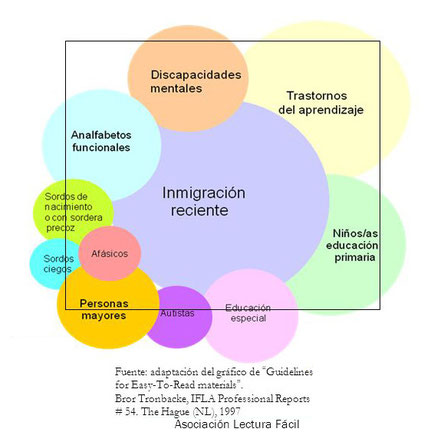 Discapacidades
mentales
Trastornos
del aprendizaje
Analfabetos
funcionales
Inmigración
reciente
Sordos de
nacimiento
o con sordera
precoz
Niños/as
educación
primaria
Afásicos
Sordos
ciegos
Personas
mayores
Autistas
Educación
especial
Fuente: adaptación del gráfico de “Guidelines
for Easy-To-Read materials”.
Bror Tronbacke, IFLA Professional Reports
# 54. The Hague (NL), 1997
Asociación Lectura Fácil